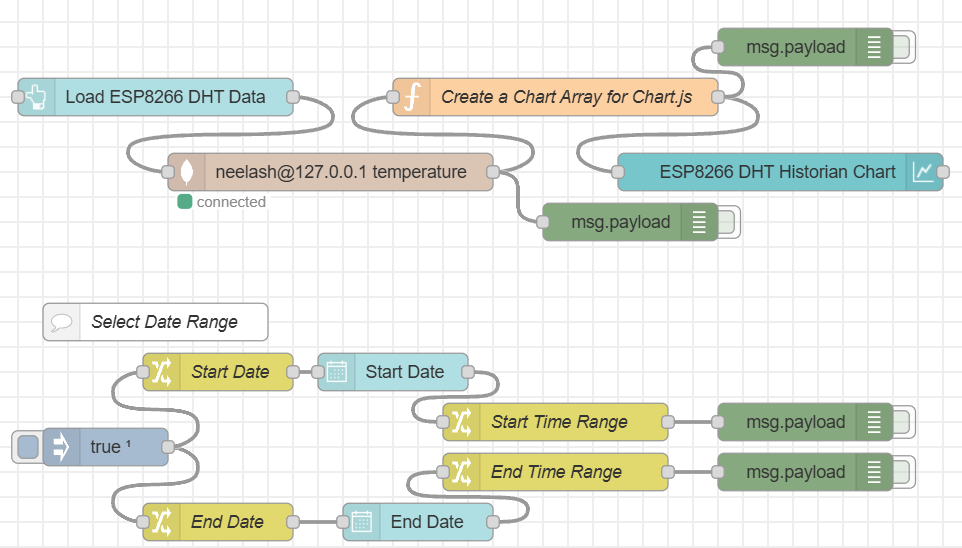 msg.payload
Load ESP8266 DHT Data
Create a Chart Array for Chart.js
neelash@127.0.0.1 temperature
ESP8266 DHT Historian Chart
connected
msg.payload
Select Date Range
Start Date
Start Date
Start Time Range
msg.payload
true ¹
End Time Range
msg.payload
End Date
End Date